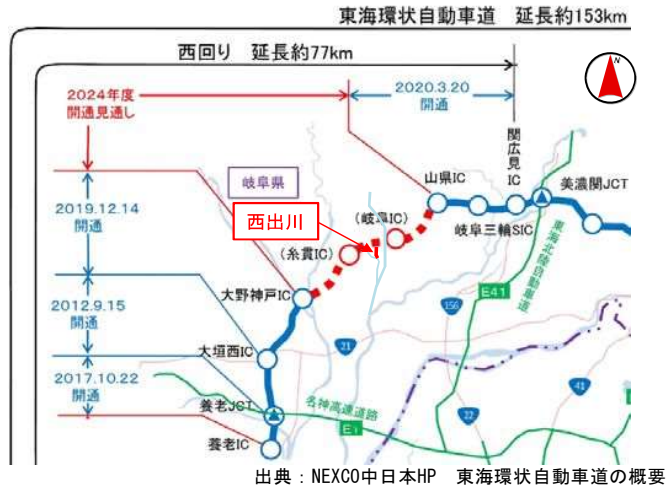 東海環状自動車道 延長約153km
西回り 延長約77km
2024年度
開通見通し
2020.3.20
開通
N
関広見IC
山県IC
美濃関JCT
岐阜県
2019.12.14
開通
西出川
(岐阜IC)
岐阜三輪SIC
(糸貫IC)
東海北陸自動車道
大野神戸IC
E41
156
2012.9.15
開通
21
大垣西IC
2017.10.22
開通
41
養老JCT
名神高速道路
22
E1
養老IC
出典：NEXCO中日本HP 東海環状自動車道の概要